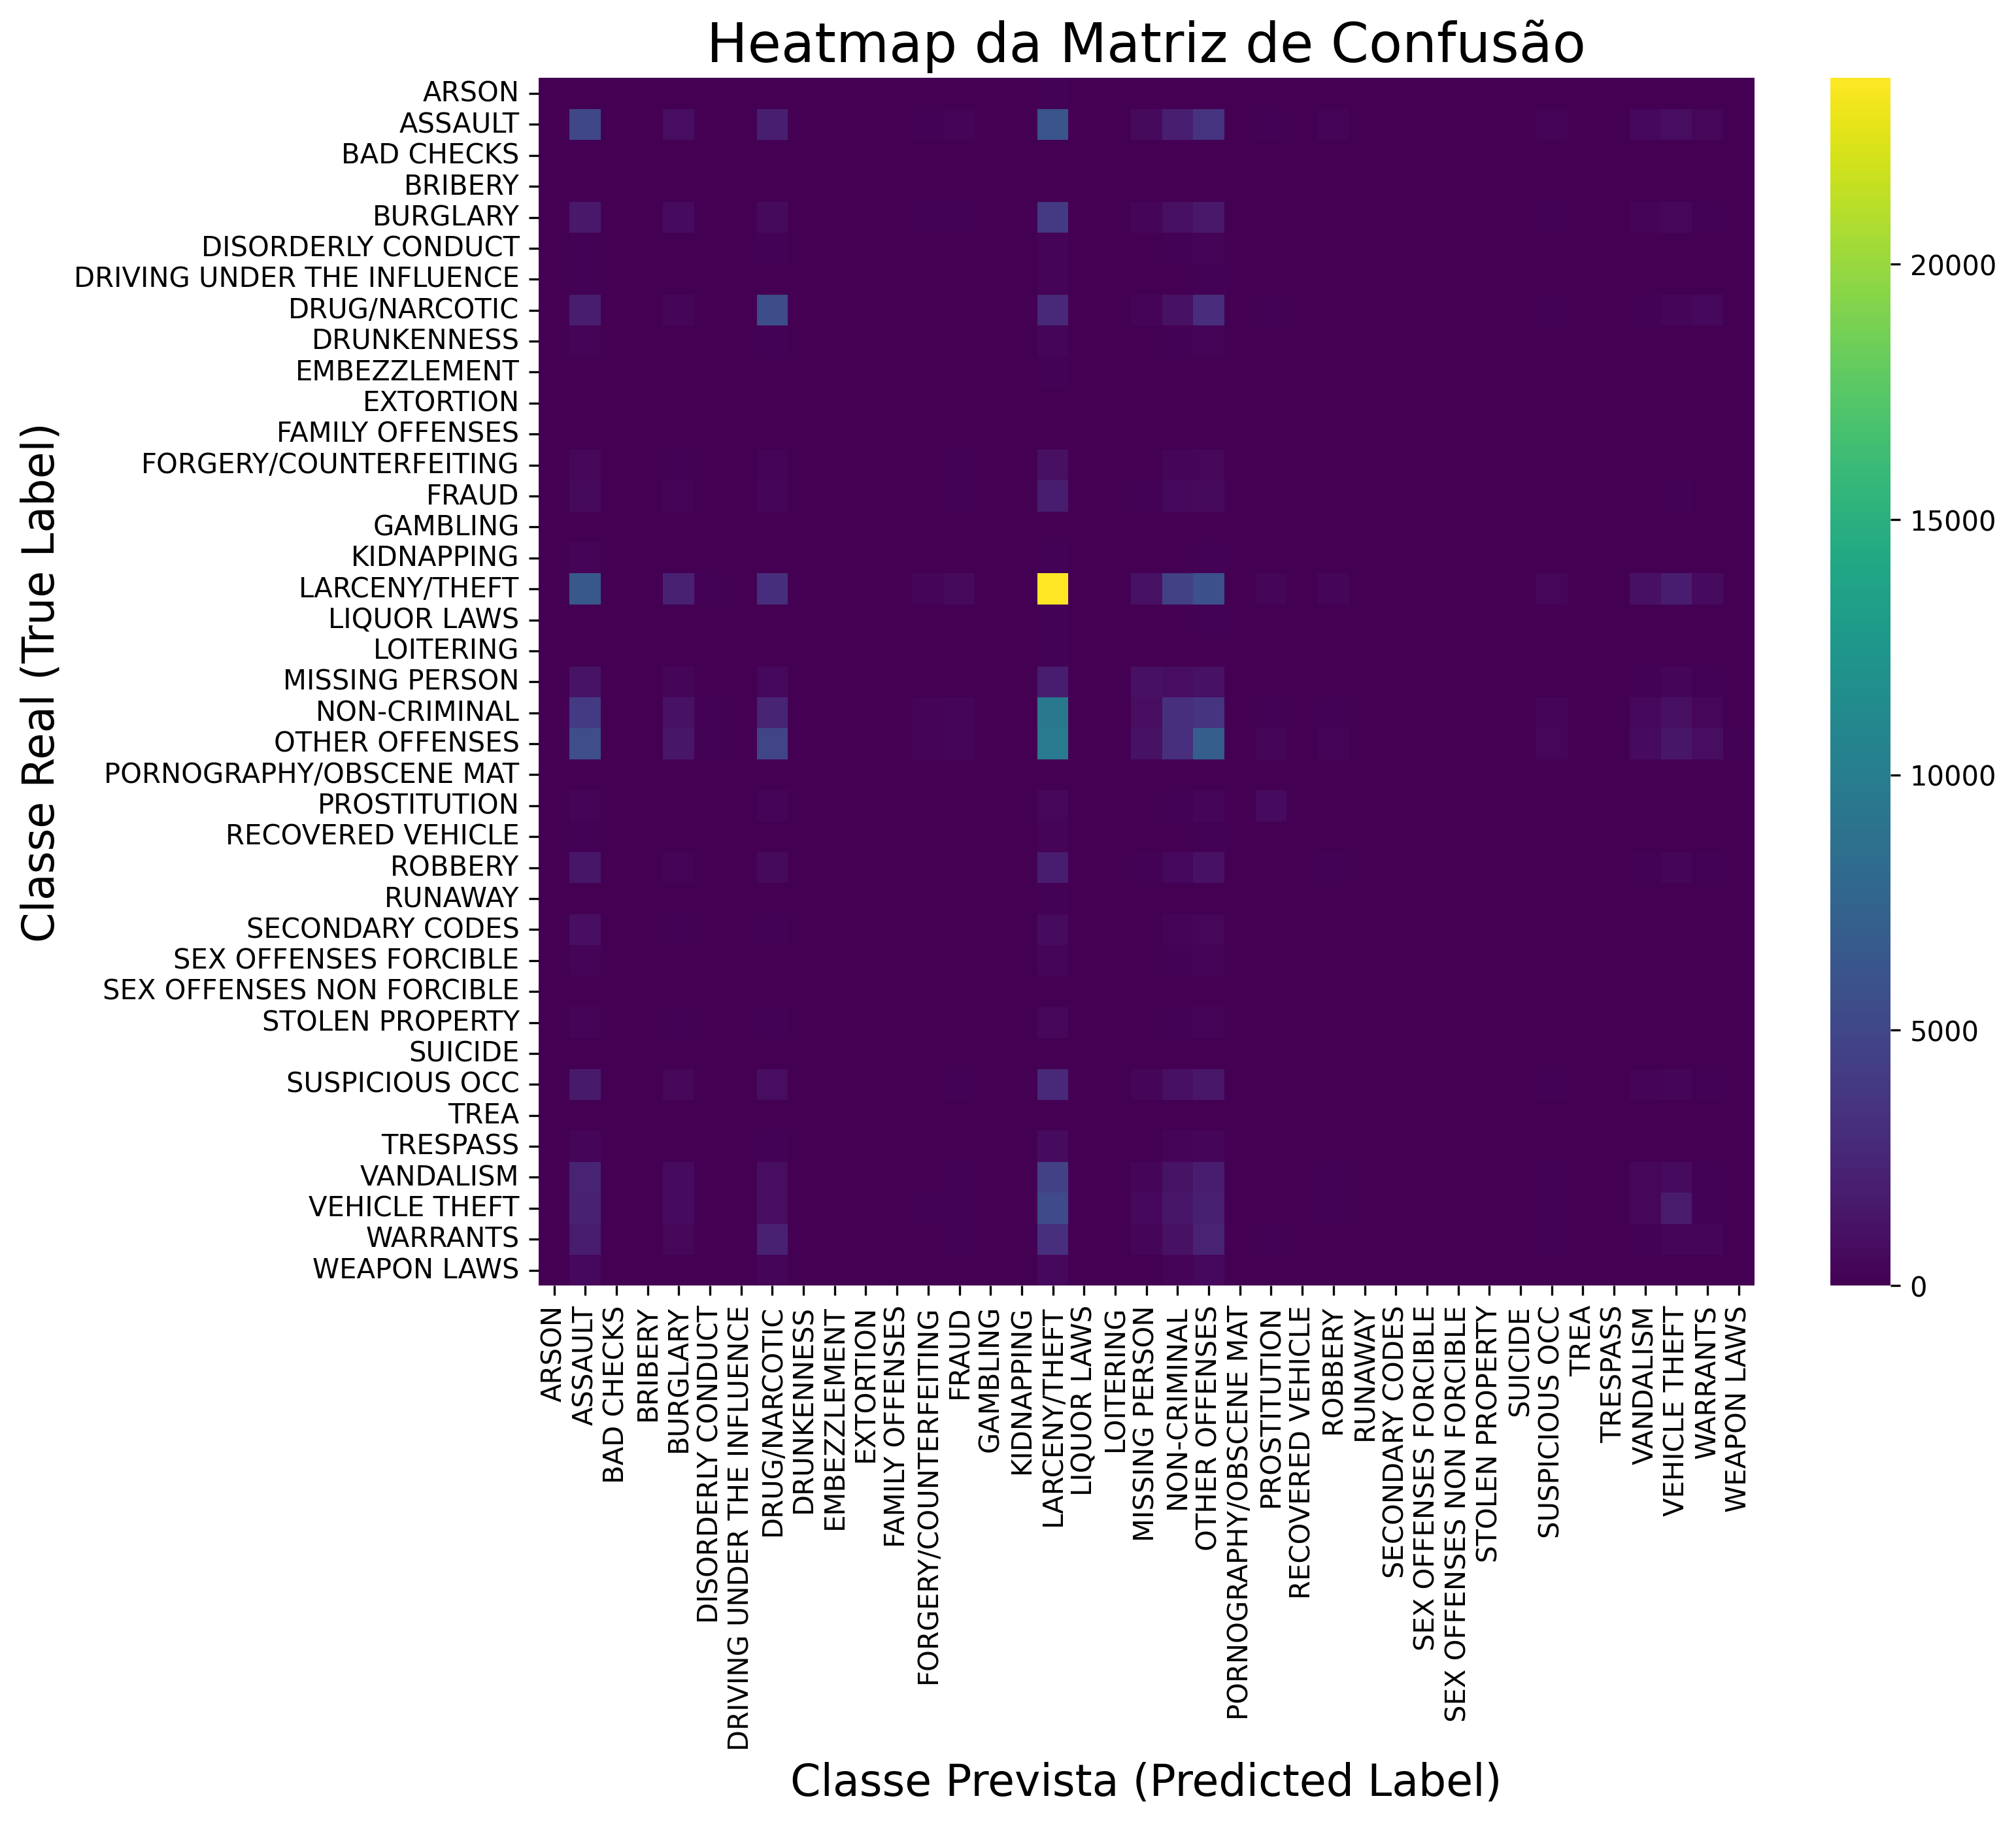 Heatmap da Matriz de Confusão
Classe Real (True Label)
ARSON
ASSAULT
BAD CHECKS
BRIBERY
BURGLARY
DISORDERLY CONDUCT
DRIVING UNDER THE INFLUENCE
DRUG/NARCOTIC
DRUNKENNESS
EMBEZZLEMENT
EXTORTION
FAMILY OFFENSES
FORGERY/COUNTERFEITING
FRAUD
GAMBLING
KIDNAPPING
LARCENY/THEFT
LIQUOR LAWS
LOITERING
MISSING PERSON
NON-CRIMINAL
OTHER OFFENSES
PORNOGRAPHY/OBSCENE MAT
PROSTITUTION
RECOVERED VEHICLE
ROBBERY
RUNAWAY
SECONDARY CODES
SEX OFFENSES FORCIBLE
SEX OFFENSES NON FORCIBLE
STOLEN PROPERTY
SUICIDE
SUSPICIOUS OCC
TREA
TRESPASS
VANDALISM
VEHICLE THEFT
WARRANTS
WEAPON LAWS
20000
15000
10000
5000
0
ARSON
ASSAULT
BAD CHECKS
BRIBERY
BURGLARY
DISORDERLY CONDUCT
DRIVING UNDER THE INFLUENCE
DRUG/NARCOTIC
DRUNKENNESS
EMBEZZLEMENT
EXTORTION
FAMILY OFFENSES
FORGERY/COUNTERFEITING
FRAUD
GAMBLING
KIDNAPPING
LARCENY/THEFT
LIQUOR LAWS
LOITERING
MISSING PERSON
NON-CRIMINAL
OTHER OFFENSES
PORNOGRAPHY/OBSCENE MAT
PROSTITUTION
RECOVERED VEHICLE
ROBBERY
RUNAWAY
SECONDARY CODES
SEX OFFENSES FORCIBLE
SEX OFFENSES NON FORCIBLE
STOLEN PROPERTY
SUICIDE
SUSPICIOUS OCC
TREA
TRESPASS
VANDALISM
VEHICLE THEFT
WARRANTS
WEAPON LAWS
Classe Prevista (Predicted Label)